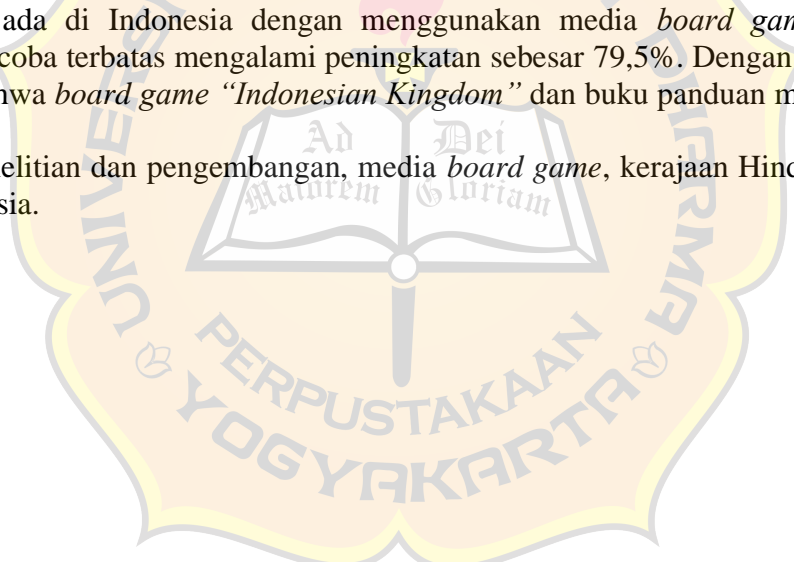 ada di Indonesia dengan menggunakan media board gam
coba terbatas mengalami peningkatan sebesar 79,5%. Dengan
hwa board game “Indonesian Kingdom” dan buku panduan m
elitian dan pengembangan, media board game, kerajaan Hind
sia.
Ad Dei
Maiorem Gloriam
PERPUSTAKAAN
YOGYAKARTA